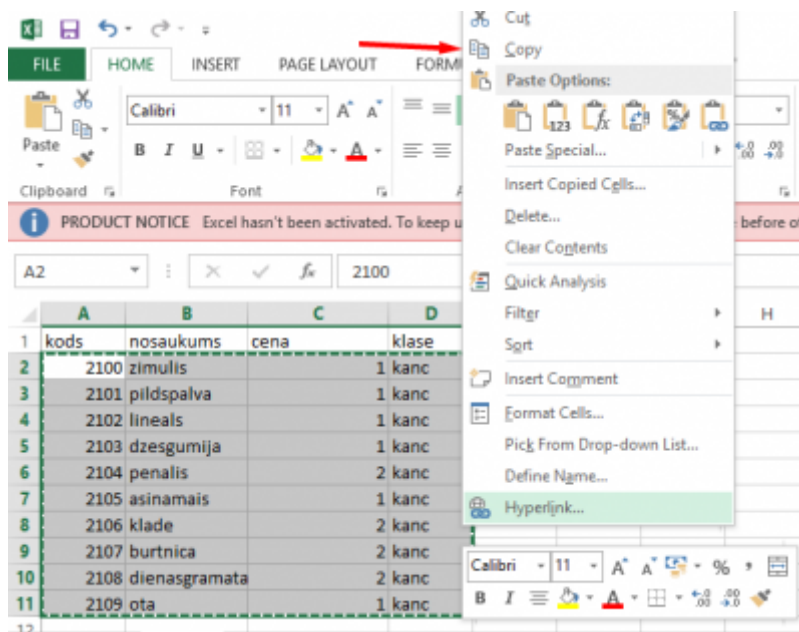 Cut
Copy
FILE HOME INSERT PAGE LAYOUT FORM
Paste Options:
Calibri 11
Paste
Paste Special...
B I U A
Insert Copied Cells...
Clipboard Font
Delete...
PRODUCT NOTICE Excel hasn't been activated. To keep u before of
Clear Contents
A2 fx 2100
Quick Analysis
A B C D H
Filter
1 kods nosaukums cena klase
Sort
2 2100 zimulis 1 kanc
3 2101 pildspalva 1 kanc
Insert Comment
4 2102 lineals 1 kanc
Format Cells...
5 2103 dzesgumija 1 kanc
Pick From Drop-down List...
6 2104 penalis 2 kanc
Define Name...
7 2105 asinamais 1 kanc
Hyperlink...
8 2106 klade 2 kanc
9 2107 burtnica 2 kanc
Calibri 11 A A % ,
10 2108 dienasgramata 2 kanc
B I A
11 2109 ota 1 kanc
12